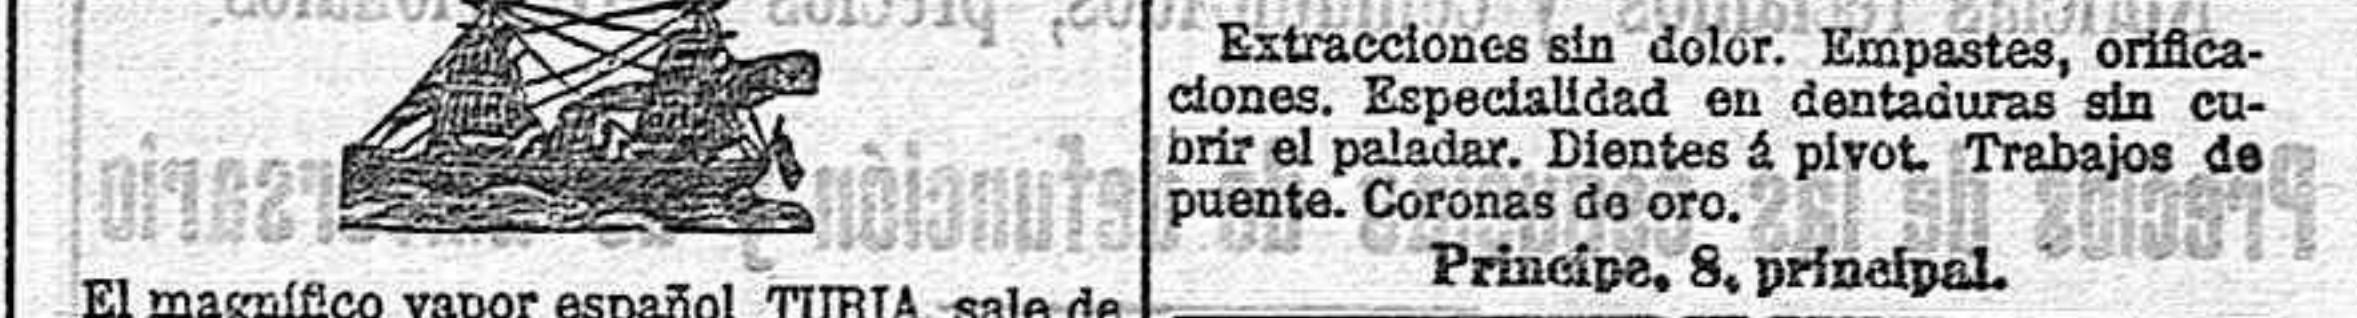 El magnífico vapor español TURIA, sale de
Extracciones sin dolor. Empastes, orifica-
ciones. Especialidad en dentaduras sin cu-
brir el paladar. Dientes á pivot. Trabajos de
puente. Coronas de oro.
Principe, 8, principal.